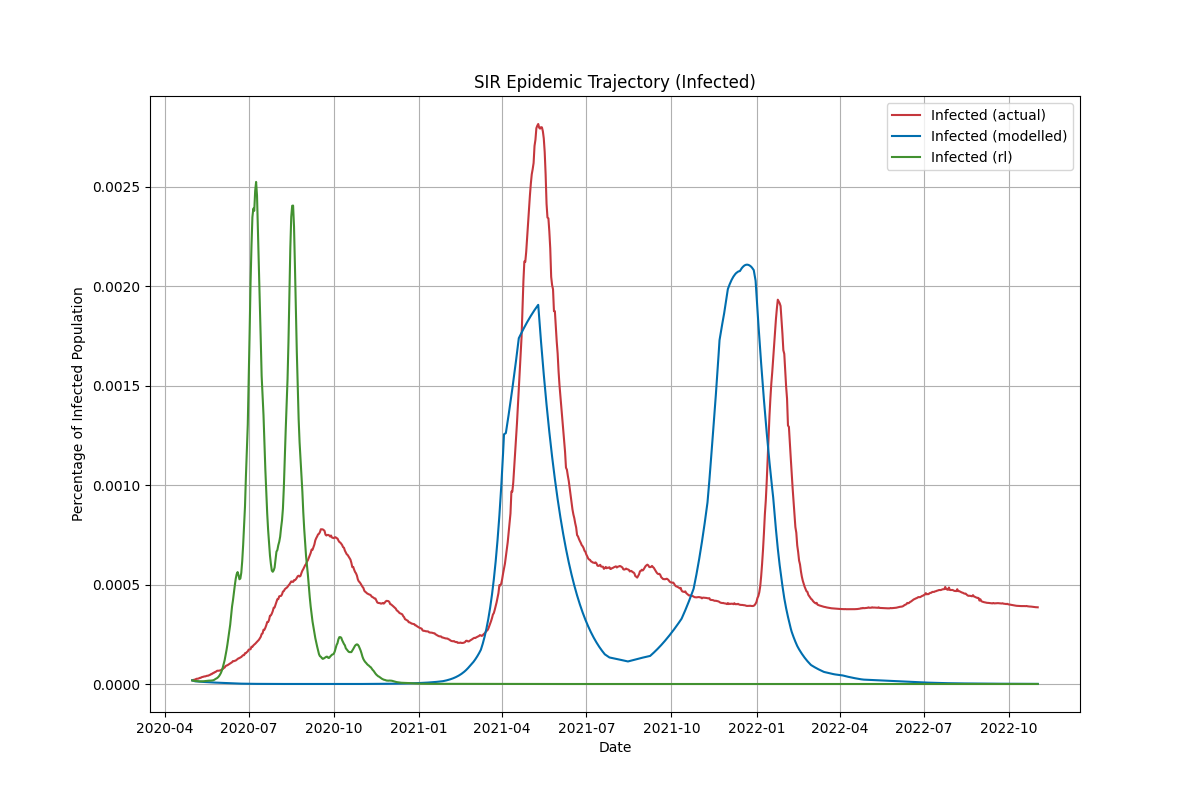 SIR Epidemic Trajectory (Infected)
Infected (actual)
Infected (modelled)
Infected (rl)
Percentage of Infected Population
0.0025
0.0020
0.0015
0.0010
0.0005
0.0000
2020-04 2020-07 2020-10 2021-01 2021-04 2021-07 2021-10 2022-01 2022-04 2022-07 2022-10
Date